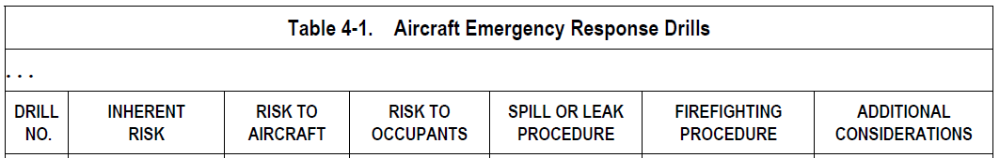 Table 4-1. Aircraft Emergency Response Drills
. . .
DRILL NO. INHERENT RISK RISK TO AIRCRAFT RISK TO OCCUPANTS SPILL OR LEAK PROCEDURE FIREFIGHTING PROCEDURE ADDITIONAL CONSIDERATIONS